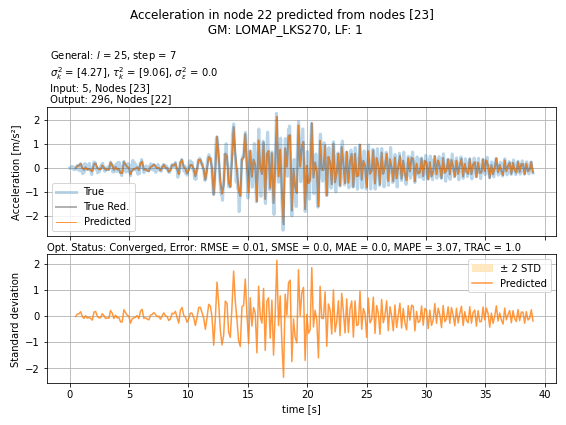 Acceleration in node 22 predicted from nodes [23]
GM: LOMAP_LKS270, LF: 1
General: l = 25, step = 7
σ²ₖ = [4.27], τ²ₖ = [9.06], σ²ε = 0.0
Input: 5, Nodes [23]
Output: 296, Nodes [22]
Acceleration [m/s²]
2
1
0
−1
−2
True
True Red.
Predicted
Opt. Status: Converged, Error: RMSE = 0.01, SMSE = 0.0, MAE = 0.0, MAPE = 3.07, TRAC = 1.0
Standard deviation
2
1
0
−1
−2
± 2 STD
Predicted
0 5 10 15 20 25 30 35 40
time [s]